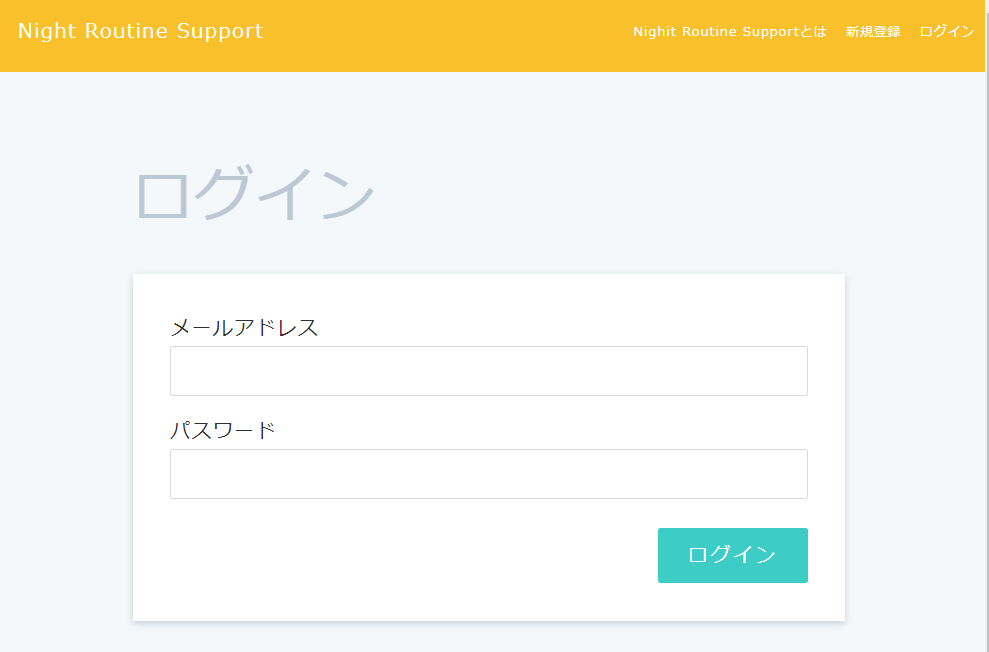 Night Routine Support
Nighit Routine Supportとは 新規登録 ログイン
ログイン
メールアドレス
パスワード
ログイン